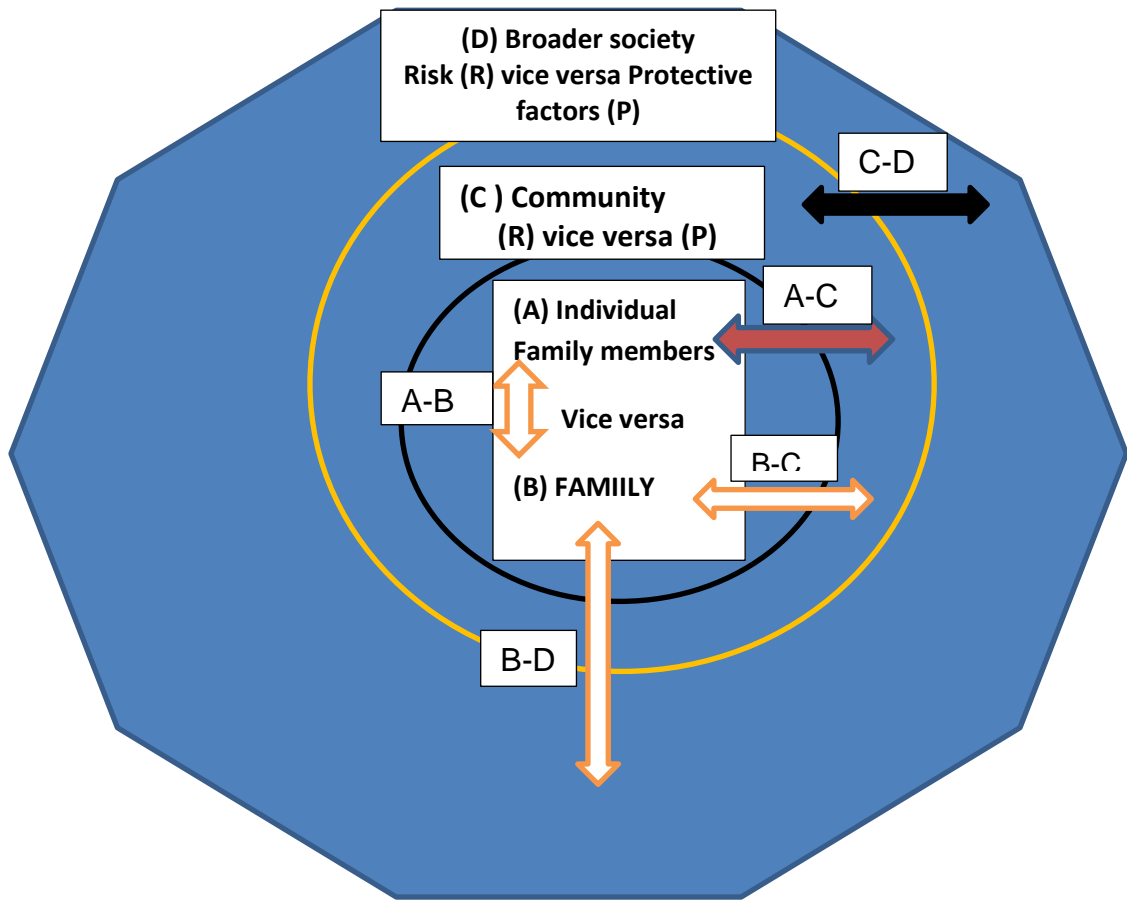 (D) Broader society
Risk (R) vice versa Protective
factors (P)
C-D
(C ) Community
(R) vice versa (P)
A-C
(A) Individual
Family members
A-B
Vice versa
B-C
(B) FAMIILY
B-D